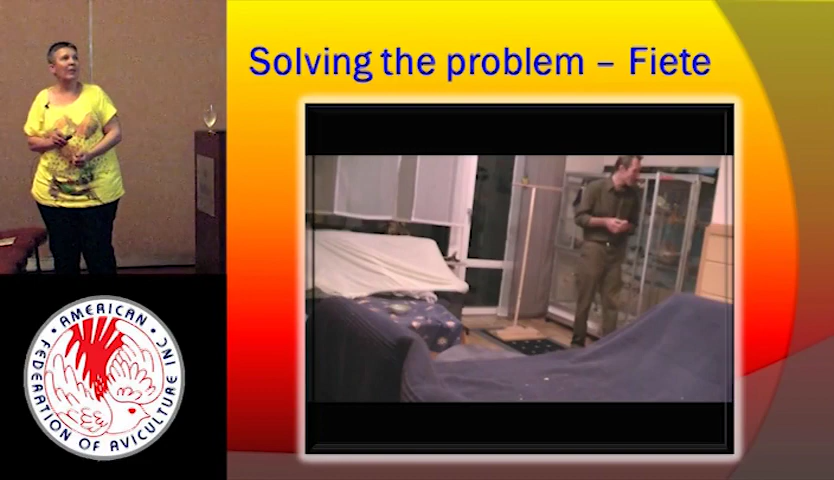 Solving the problem – Fiete
AMERICAN
FEDERATION OF AVICULTURE INC